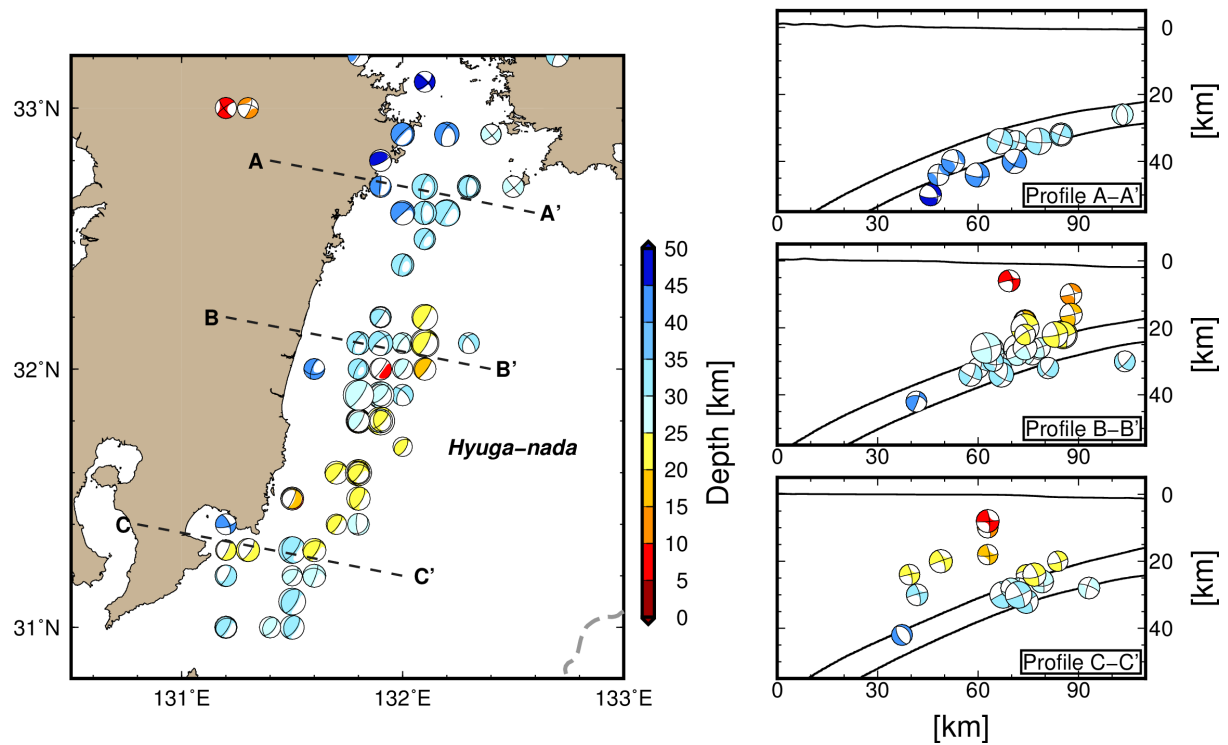 33°N
32°N
31°N
131°E
132°E
133°E
A
A'
B
B'
C
C'
Hyuga−nada
50
45
40
35
30
25
20
15
10
5
0
Depth [km]
0
20
40
[km]
Profile A−A'
0 30 60 90
0
20
40
[km]
Profile B−B'
0 30 60 90
0
20
40
[km]
Profile C−C'
0 30 60 90
[km]